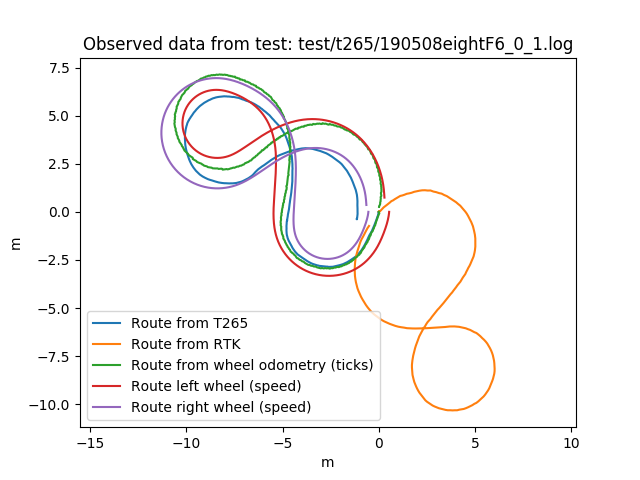 Observed data from test: test/t265/190508eightF6_0_1.log
7.5
5.0
2.5
0.0
−2.5
−5.0
−7.5
−10.0
m
Route from T265
Route from RTK
Route from wheel odometry (ticks)
Route left wheel (speed)
Route right wheel (speed)
−15
−10
−5
0
5
10
m